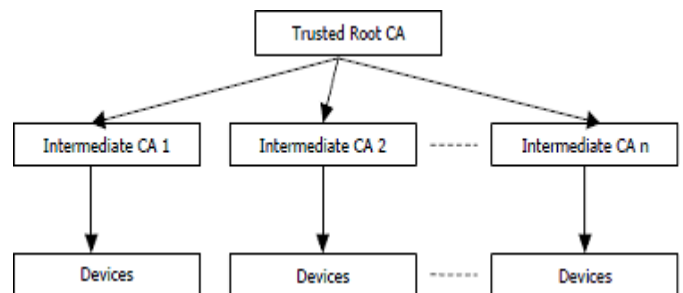 Trusted Root CA
Intermediate CA 1
Intermediate CA 2
Intermediate CA n
Devices
Devices
Devices